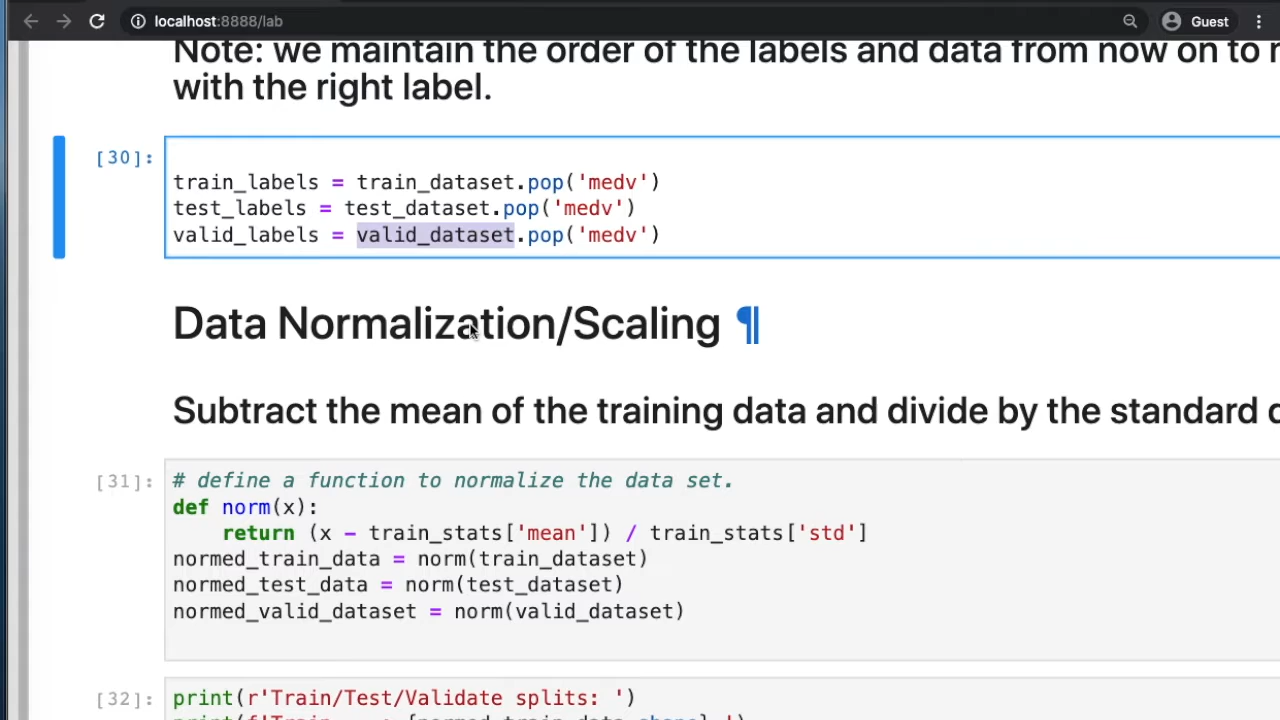 localhost:8888/lab
Guest
Note: we maintain the order of the labels and data from now on to
with the right label.
[30]:
train_labels = train_dataset.pop('medv')
test_labels = test_dataset.pop('medv')
valid_labels = valid_dataset.pop('medv')
Data Normalization/Scaling ¶
Subtract the mean of the training data and divide by the standard
[31]:
# define a function to normalize the data set.
def norm(x):
    return (x - train_stats['mean']) / train_stats['std']
normed_train_data = norm(train_dataset)
normed_test_data = norm(test_dataset)
normed_valid_dataset = norm(valid_dataset)
[32]:
print(r'Train/Test/Validate splits: ')